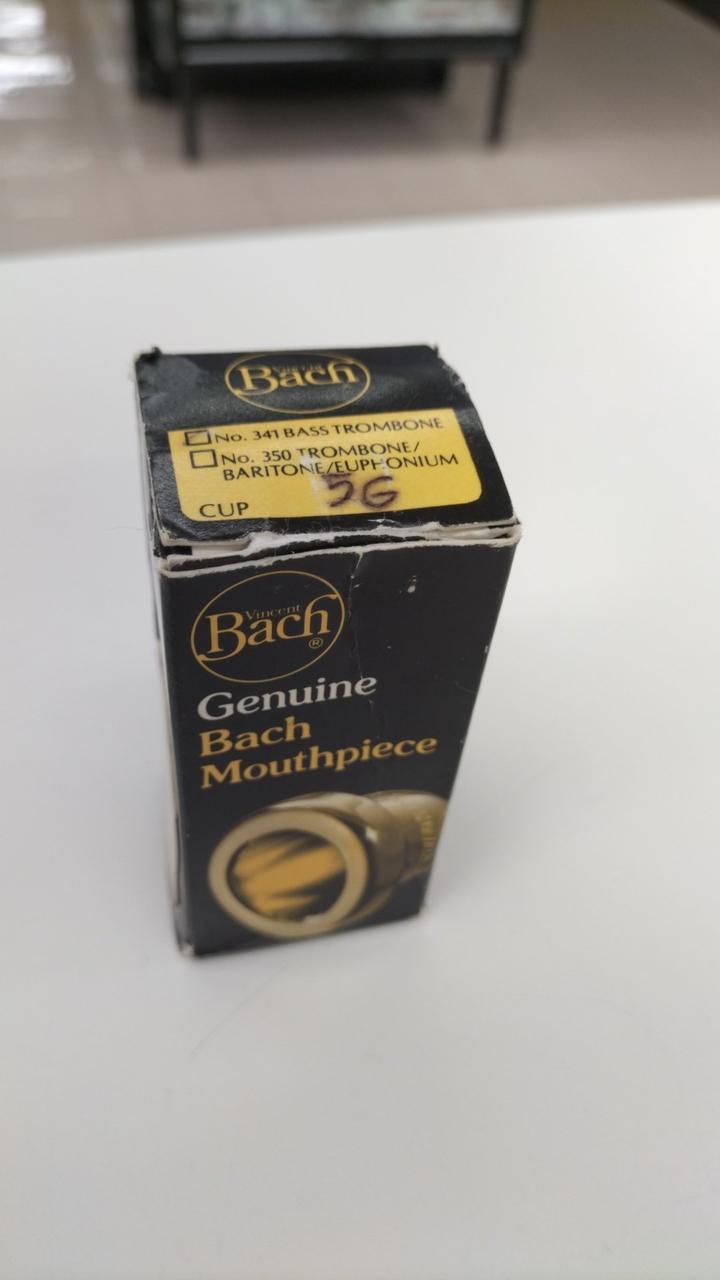 Vincent
Bach
No. 341 BASS TROMBONE
No. 350 TROMBONE/
BARITONE/EUPHONIUM
CUP 5G
Vincent
Bach ®
Genuine
Bach
Mouthpiece